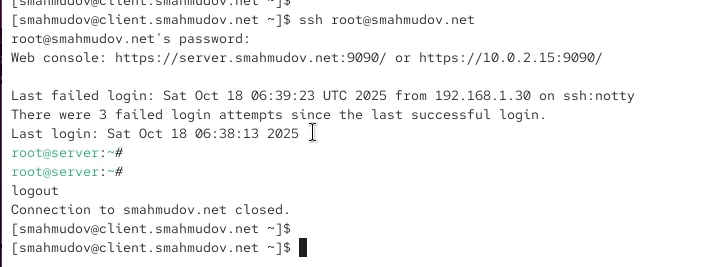 [smahmudov@client.smahmudov.net ~]$
[smahmudov@client.smahmudov.net ~]$ ssh root@smahmudov.net
root@smahmudov.net's password:
Web console: https://server.smahmudov.net:9090/ or https://10.0.2.15:9090/
Last failed login: Sat Oct 18 06:39:23 UTC 2025 from 192.168.1.30 on ssh:notty
There were 3 failed login attempts since the last successful login.
Last login: Sat Oct 18 06:38:13 2025
root@server:~#
root@server:~#
logout
Connection to smahmudov.net closed.
[smahmudov@client.smahmudov.net ~]$
[smahmudov@client.smahmudov.net ~]$